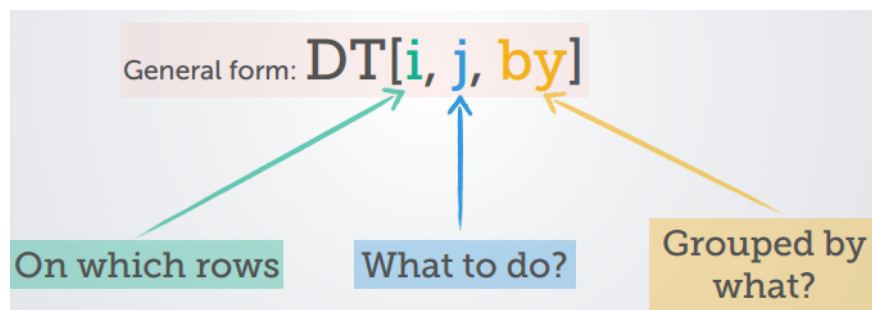 General form: DT[i, j, by]
On which rows
What to do?
Grouped by
what?